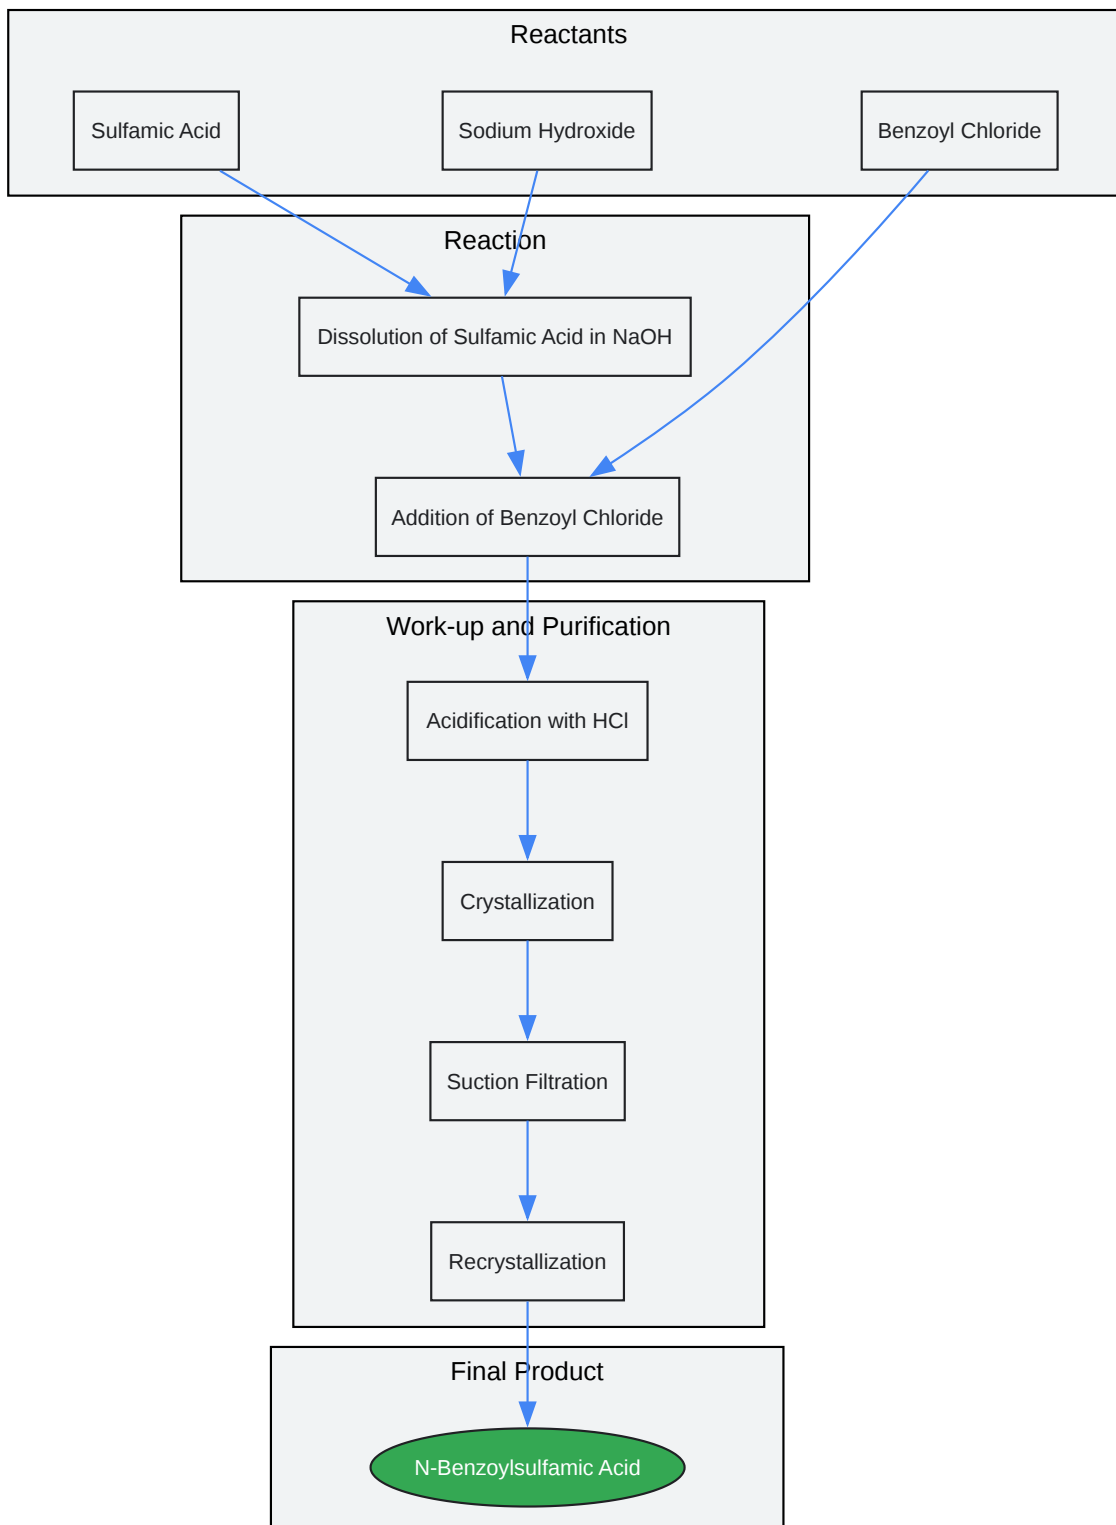 Reactants
Sulfamic Acid
Sodium Hydroxide
Benzoyl Chloride
Reaction
Dissolution of Sulfamic Acid in NaOH
Addition of Benzoyl Chloride
Work-up and Purification
Acidification with HCl
Crystallization
Suction Filtration
Recrystallization
Final Product
N-Benzoylsulfamic Acid